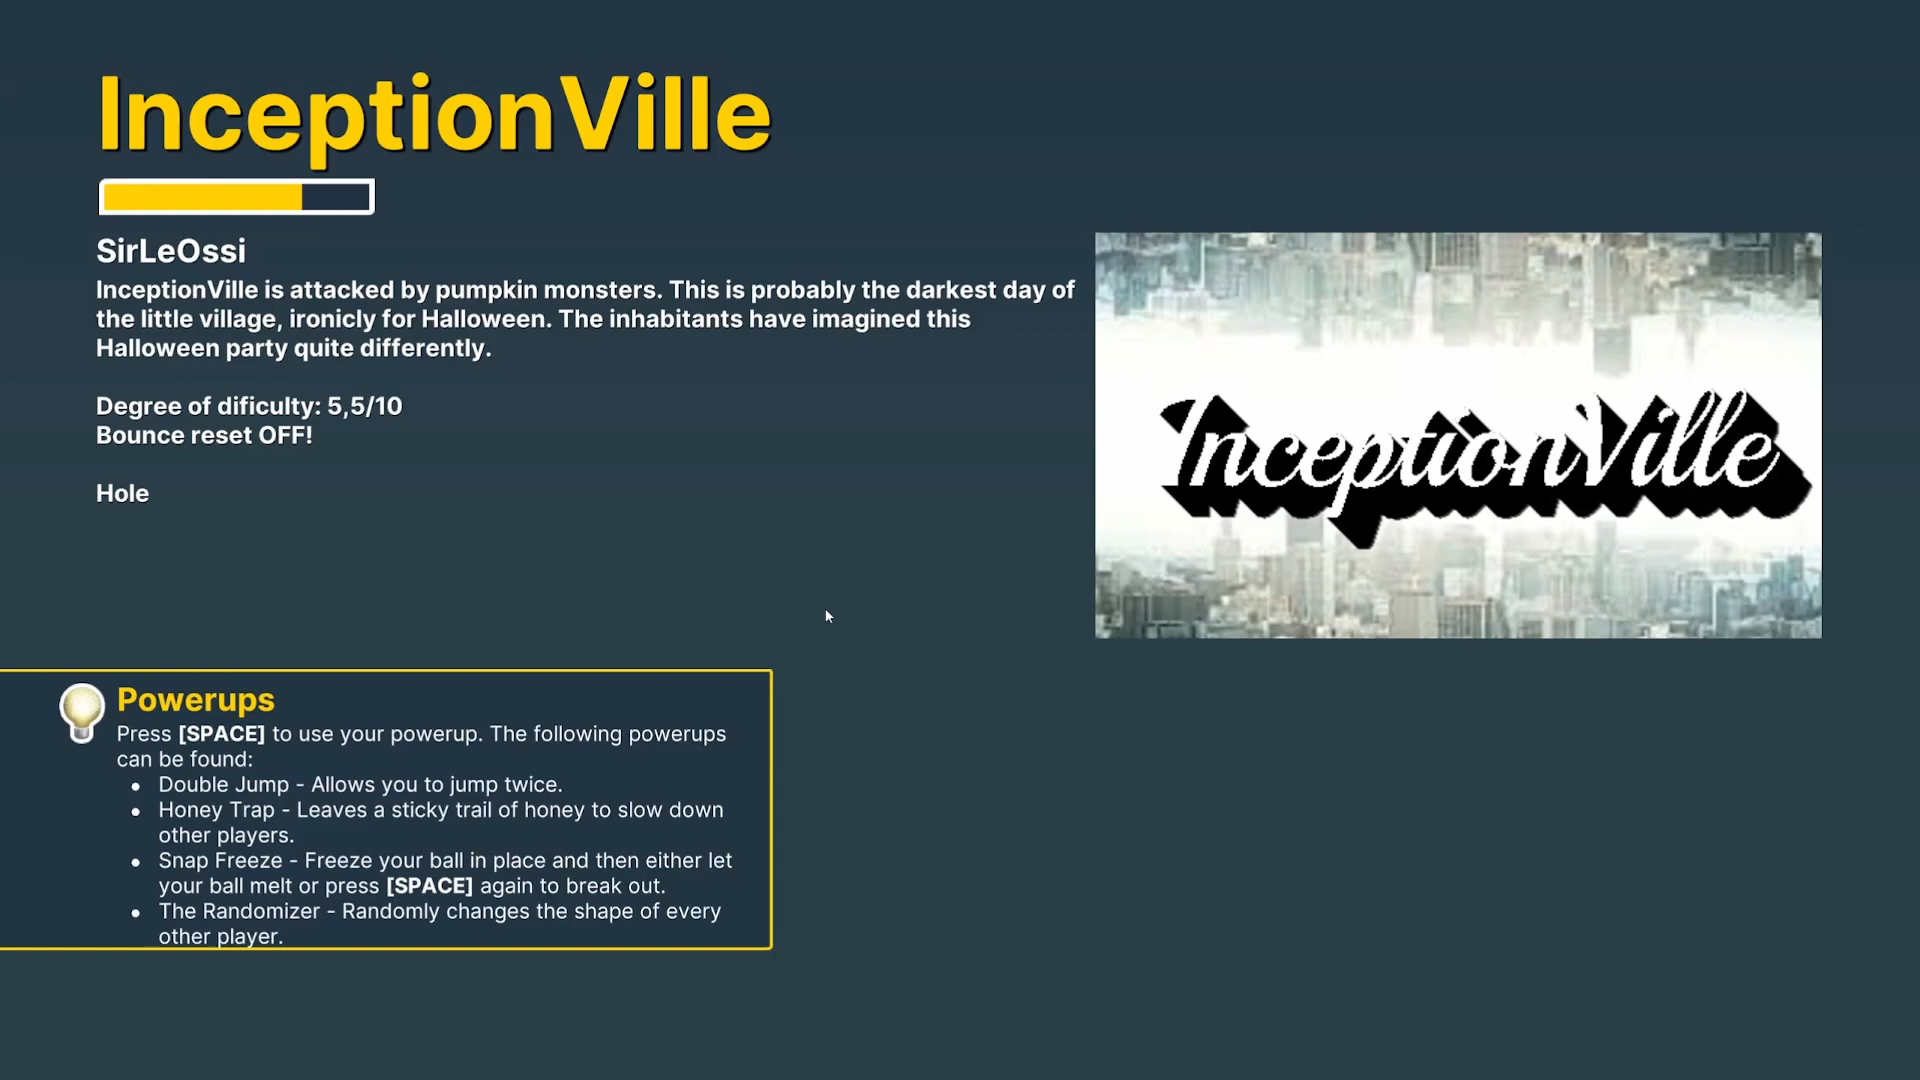 InceptionVille
SirLeOssi
InceptionVille is attacked by pumpkin monsters. This is probably the darkest day of
the little village, ironicly for Halloween. The inhabitants have imagined this
Halloween party quite differently.
Degree of dificulty: 5,5/10
Bounce reset OFF!
Hole
InceptionVille
Powerups
Press [SPACE] to use your powerup. The following powerups
can be found:
• Double Jump - Allows you to jump twice.
• Honey Trap - Leaves a sticky trail of honey to slow down
other players.
• Snap Freeze - Freeze your ball in place and then either let
your ball melt or press [SPACE] again to break out.
• The Randomizer - Randomly changes the shape of every
other player.